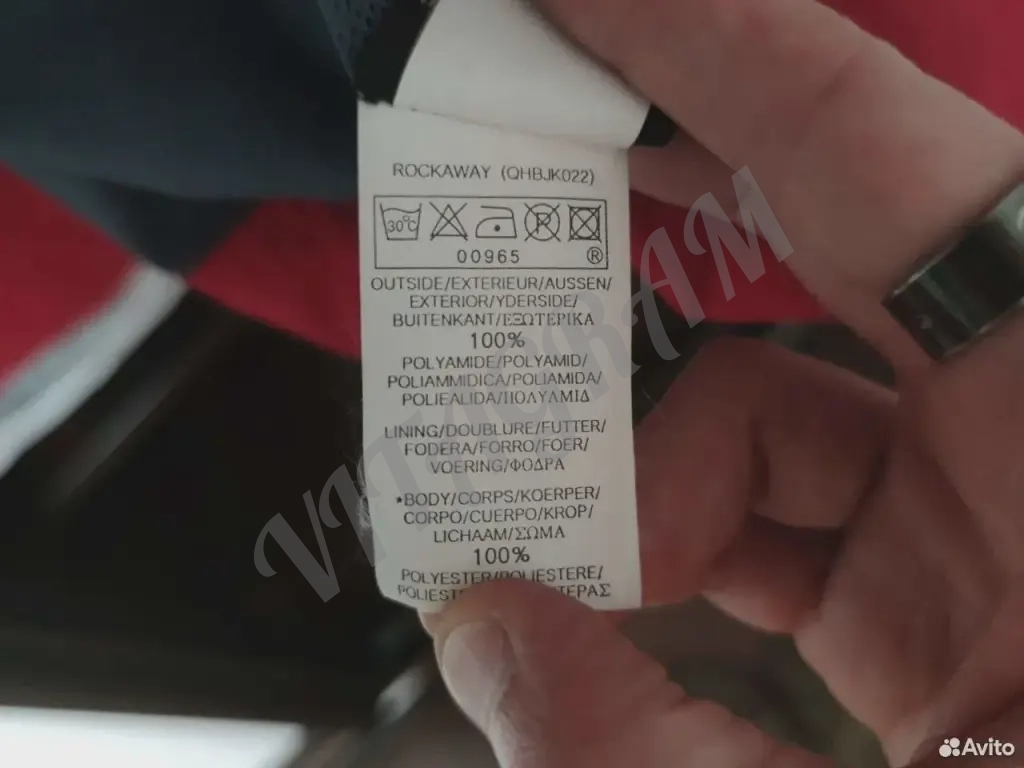 ROCKAWAY (QHBJK022)
30°C
00965 ®
OUTSIDE/EXTERIEUR/AUSSEN/
EXTERIOR/YDERSIDE/
BUITENKANT/ΕΞΩΤΕΡΙΚΑ
100%
POLYAMIDE/POLYAMID/
POLIAMMIDICA/POLIAMIDA/
POLIEALIDA/ΠΟΛΥΑΜΙΔ
LINING/DOUBLURE/FUTTER/
FODERA/FORRO/FOER/
VOERING/ΦΟΔΡΑ
*BODY/CORPS/KOERPER/
CORPO/CUERPO/KROP/
LICHAAM/ΣΩΜΑ
100%
POLYESTER/POLIESTERE/
VITAGRAM
Avito